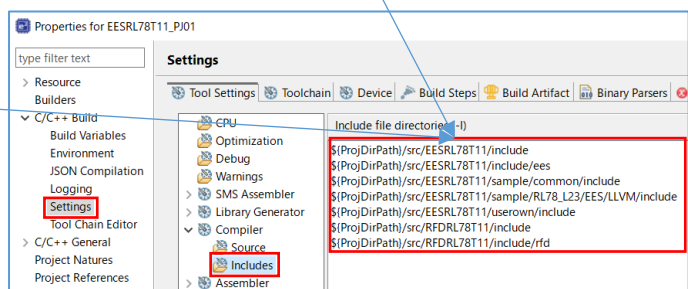 Properties for EESRL78T11_PJ01
type filter text
Settings
Resource
Builders
C/C++ Build
Build Variables
Environment
JSON Compilation
Logging
Settings
Tool Chain Editor
C/C++ General
Project Natures
Project References
Tool Settings Toolchain Device Build Steps Build Artifact Binary Parsers
CPU
Optimization
Debug
Warnings
SMS Assembler
Library Generator
Compiler
Source
Includes
Assembler
Include file directories (-I)
${ProjDirPath}/src/EESRL78T11/include
${ProjDirPath}/src/EESRL78T11/include/ees
${ProjDirPath}/src/EESRL78T11/sample/common/include
${ProjDirPath}/src/EESRL78T11/sample/RL78_L23/EES/LLVM/include
${ProjDirPath}/src/EESRL78T11/userown/include
${ProjDirPath}/src/RFDRL78T11/include
${ProjDirPath}/src/RFDRL78T11/include/rfd